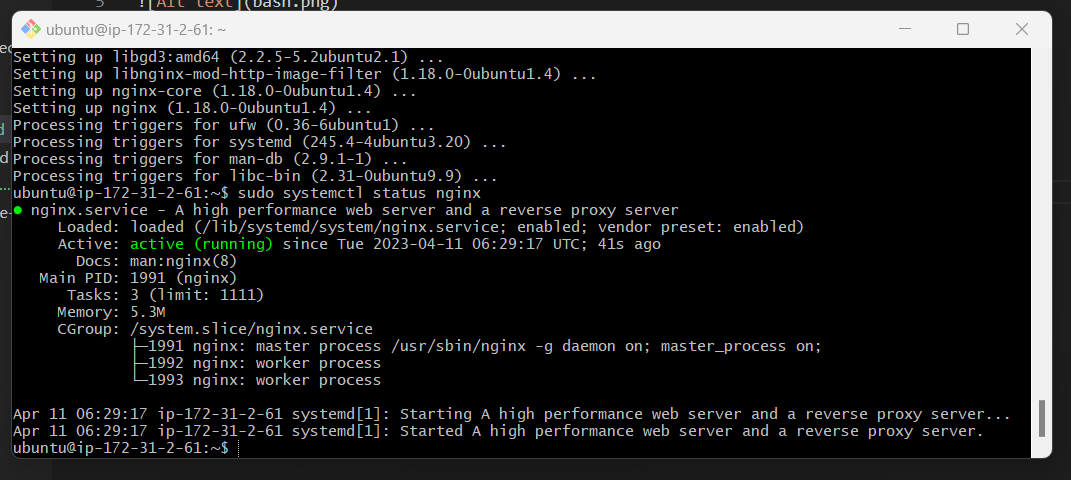 ![Alt text](bash.png)
ubuntu@ip-172-31-2-61: ~
Setting up libgd3:amd64 (2.2.5-5.2ubuntu2.1) ...
Setting up libnginx-mod-http-image-filter (1.18.0-0ubuntu1.4) ...
Setting up nginx-core (1.18.0-0ubuntu1.4) ...
Setting up nginx (1.18.0-0ubuntu1.4) ...
Processing triggers for ufw (0.36-6ubuntu1) ...
Processing triggers for systemd (245.4-4ubuntu3.20) ...
Processing triggers for man-db (2.9.1-1) ...
Processing triggers for libc-bin (2.31-0ubuntu9.9) ...
ubuntu@ip-172-31-2-61:~$ sudo systemctl status nginx
● nginx.service - A high performance web server and a reverse proxy server
     Loaded: loaded (/lib/systemd/system/nginx.service; enabled; vendor preset: enabled)
     Active: active (running) since Tue 2023-04-11 06:29:17 UTC; 41s ago
       Docs: man:nginx(8)
   Main PID: 1991 (nginx)
      Tasks: 3 (limit: 1111)
     Memory: 5.3M
     CGroup: /system.slice/nginx.service
             ├─1991 nginx: master process /usr/sbin/nginx -g daemon on; master_process on;
             ├─1992 nginx: worker process
             └─1993 nginx: worker process
Apr 11 06:29:17 ip-172-31-2-61 systemd[1]: Starting A high performance web server and a reverse proxy server...
Apr 11 06:29:17 ip-172-31-2-61 systemd[1]: Started A high performance web server and a reverse proxy server.
ubuntu@ip-172-31-2-61:~$